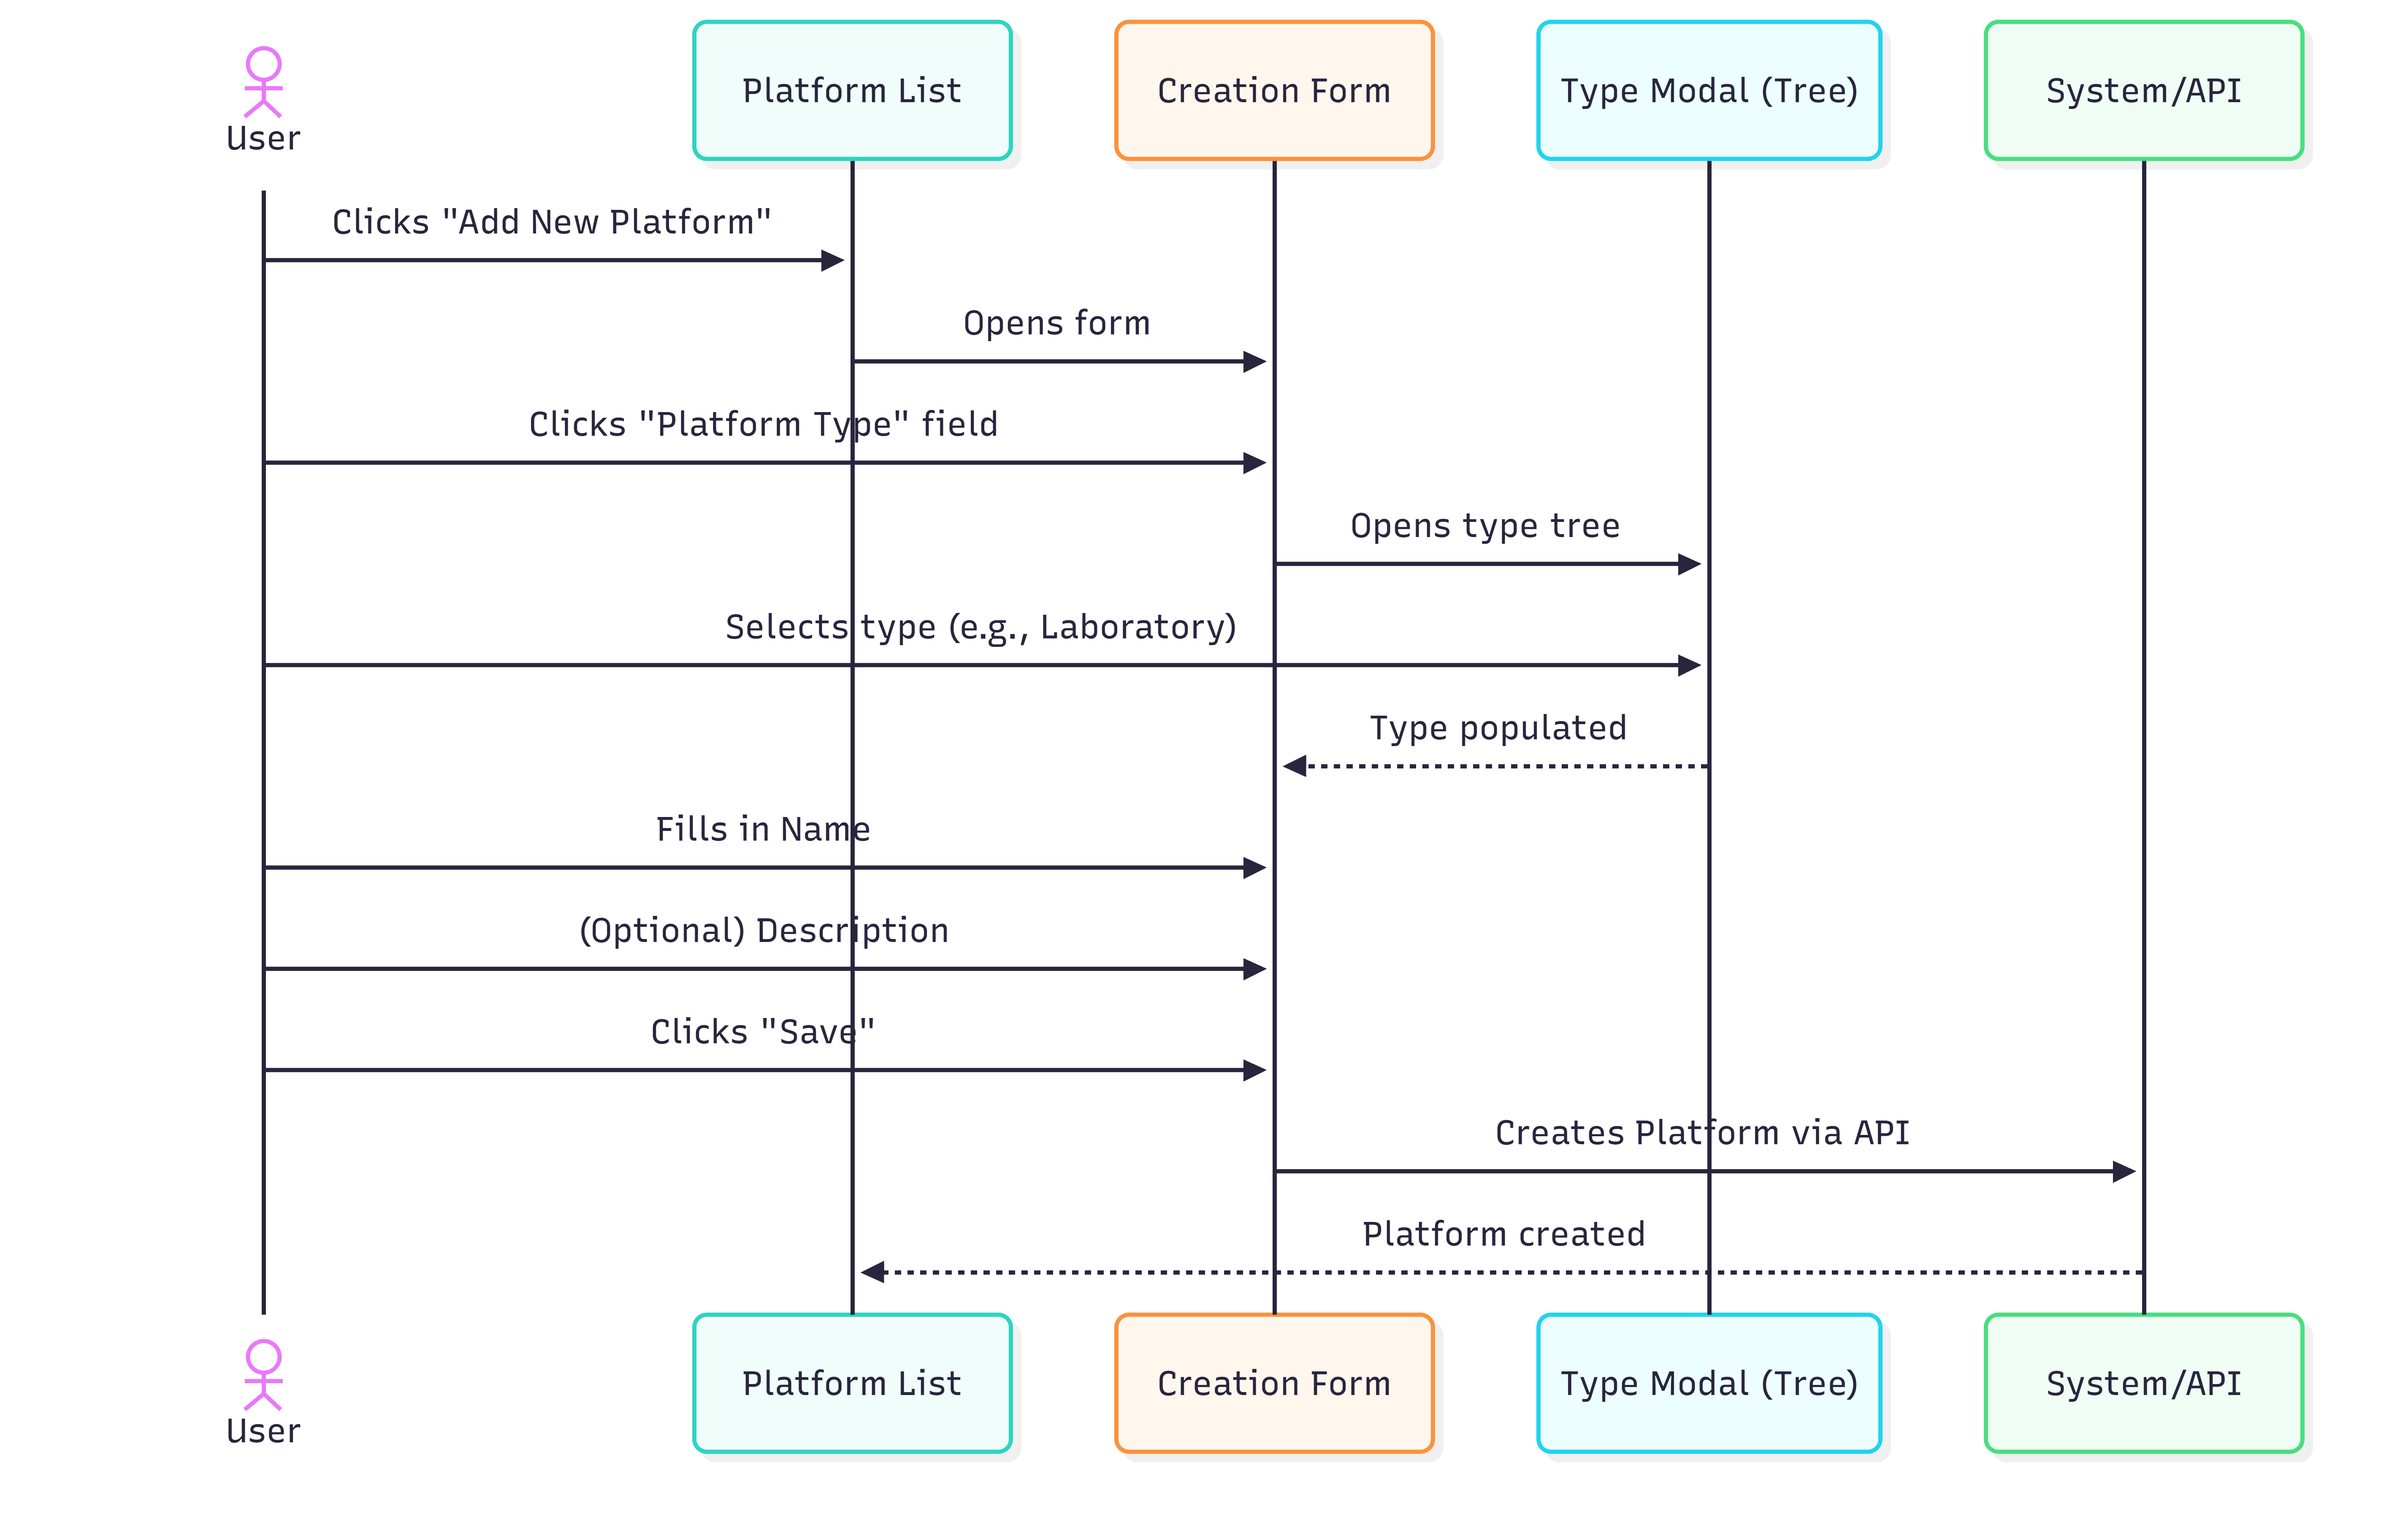 User
Platform List
Creation Form
Type Modal (Tree)
System/API
Clicks "Add New Platform"
Opens form
Clicks "Platform Type" field
Opens type tree
Selects type (e.g., Laboratory)
Type populated
Fills in Name
(Optional) Description
Clicks "Save"
Creates Platform via API
Platform created
User
Platform List
Creation Form
Type Modal (Tree)
System/API